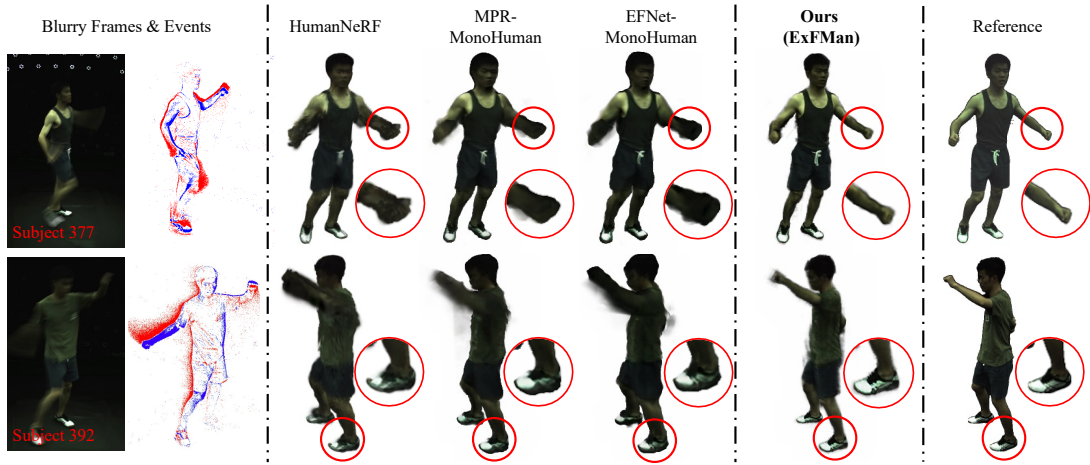 Blurry Frames & Events
HumanNeRF
MPR-
MonoHuman
EFNet-
MonoHuman
Ours
(ExFMan)
Reference
Subject 377
Subject 392